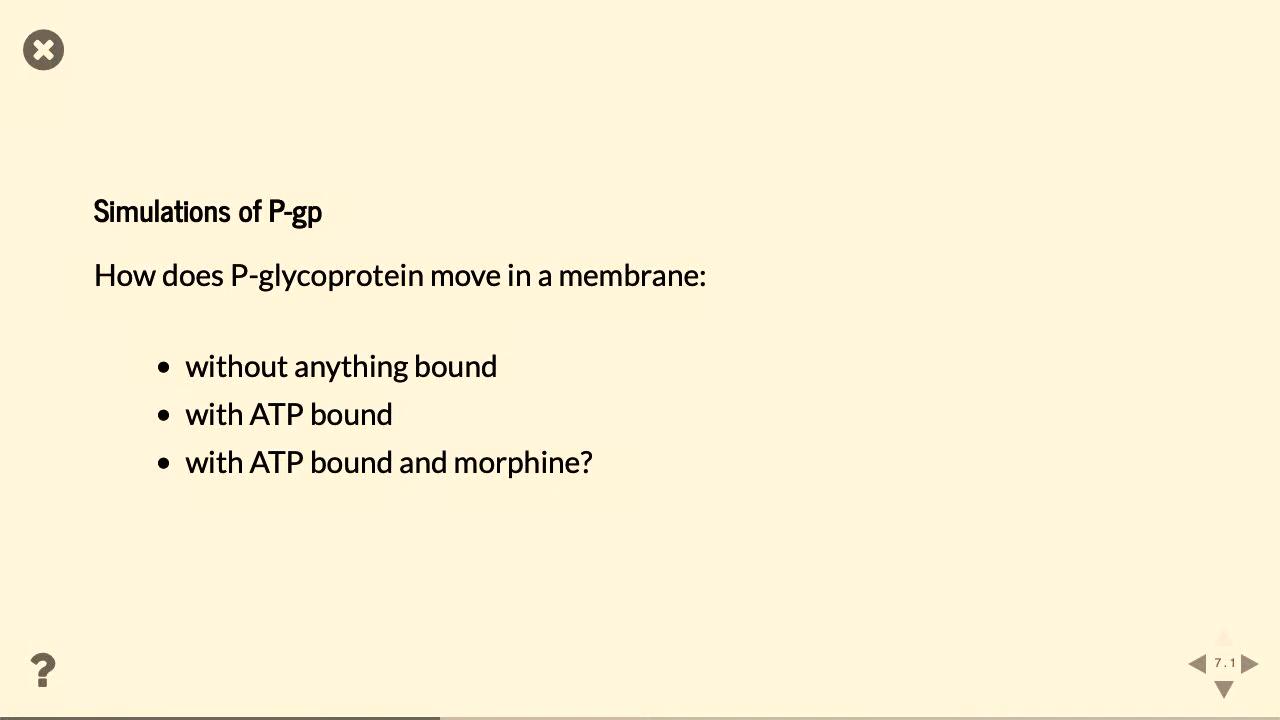 Simulations of P-gp
How does P-glycoprotein move in a membrane:
• without anything bound
• with ATP bound
• with ATP bound and morphine?
?
7.1